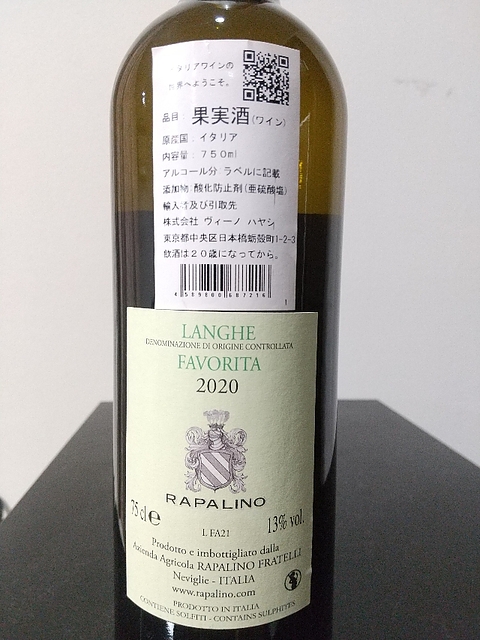 イタリアワインの
世界へようこそ。
品目 果実酒(ワイン)
原産国 イタリア
内容量 750ml
アルコール分 ラベルに記載
添加物 酸化防止剤(亜硫酸塩)
輸入者及び引取先
株式会社 ヴィーノ ハヤシ
東京都中央区日本橋蛎殻町1-2-3
飲酒は20歳になってから。
4 589800 687216
1
LANGHE
DENOMINAZIONE DI ORIGINE CONTROLLATA
FAVORITA
2020
RAPALINO
75 cl e
13% vol.
L FA21
Prodotto e imbottigliato dalla
Azienda Agricola RAPALINO FRATELLI
Neviglie - ITALIA
www.rapalino.com
PRODOTTO IN ITALIA
CONTIENE SOLFITI - CONTAINS SULPHITES